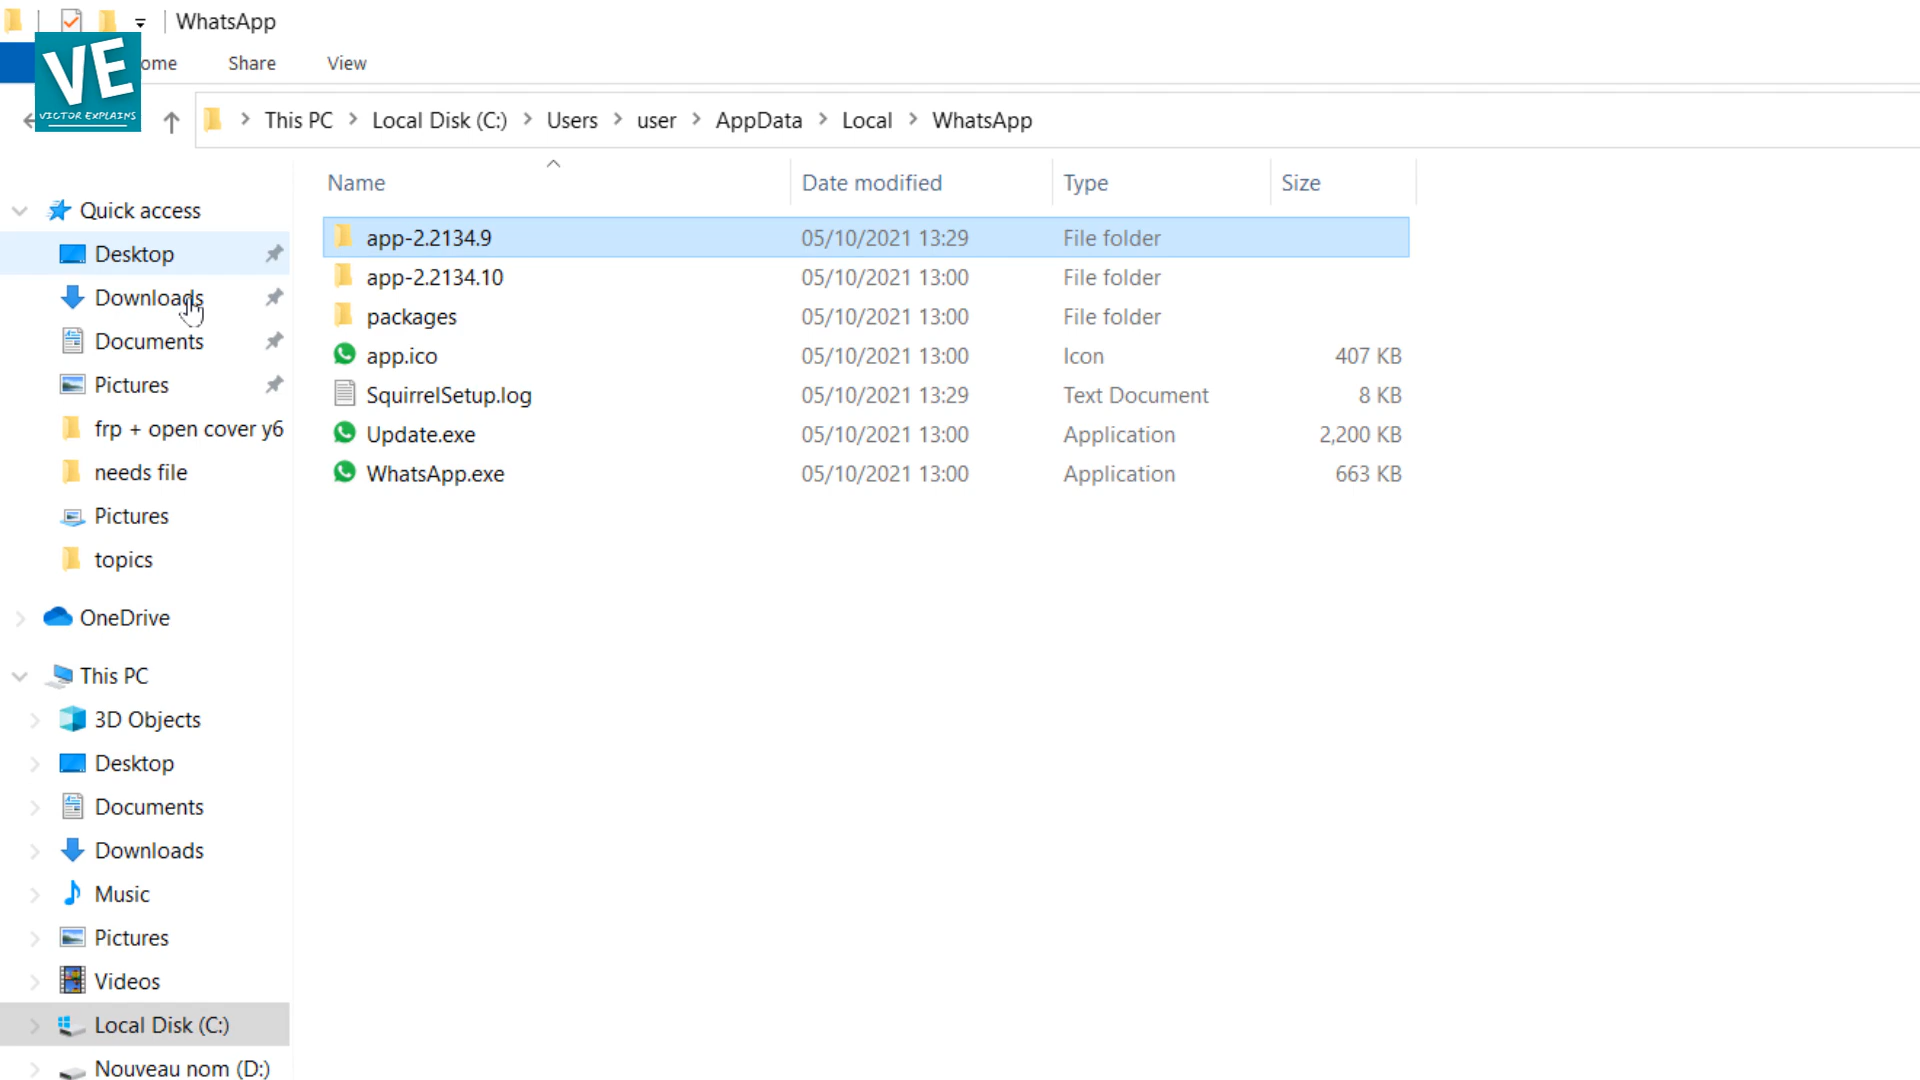 WhatsApp
VE
VICTOR EXPLAINS
ome Share View
This PC Local Disk (C:) Users user AppData Local WhatsApp
Name Date modified Type Size
Quick access
Desktop
Downloads
Documents
Pictures
frp + open cover y6
needs file
Pictures
topics
OneDrive
This PC
3D Objects
Desktop
Documents
Downloads
Music
Pictures
Videos
Local Disk (C:)
Nouveau nom (D:)
app-2.2134.9 05/10/2021 13:29 File folder
app-2.2134.10 05/10/2021 13:00 File folder
packages 05/10/2021 13:00 File folder
app.ico 05/10/2021 13:00 Icon 407 KB
SquirrelSetup.log 05/10/2021 13:29 Text Document 8 KB
Update.exe 05/10/2021 13:00 Application 2,200 KB
WhatsApp.exe 05/10/2021 13:00 Application 663 KB